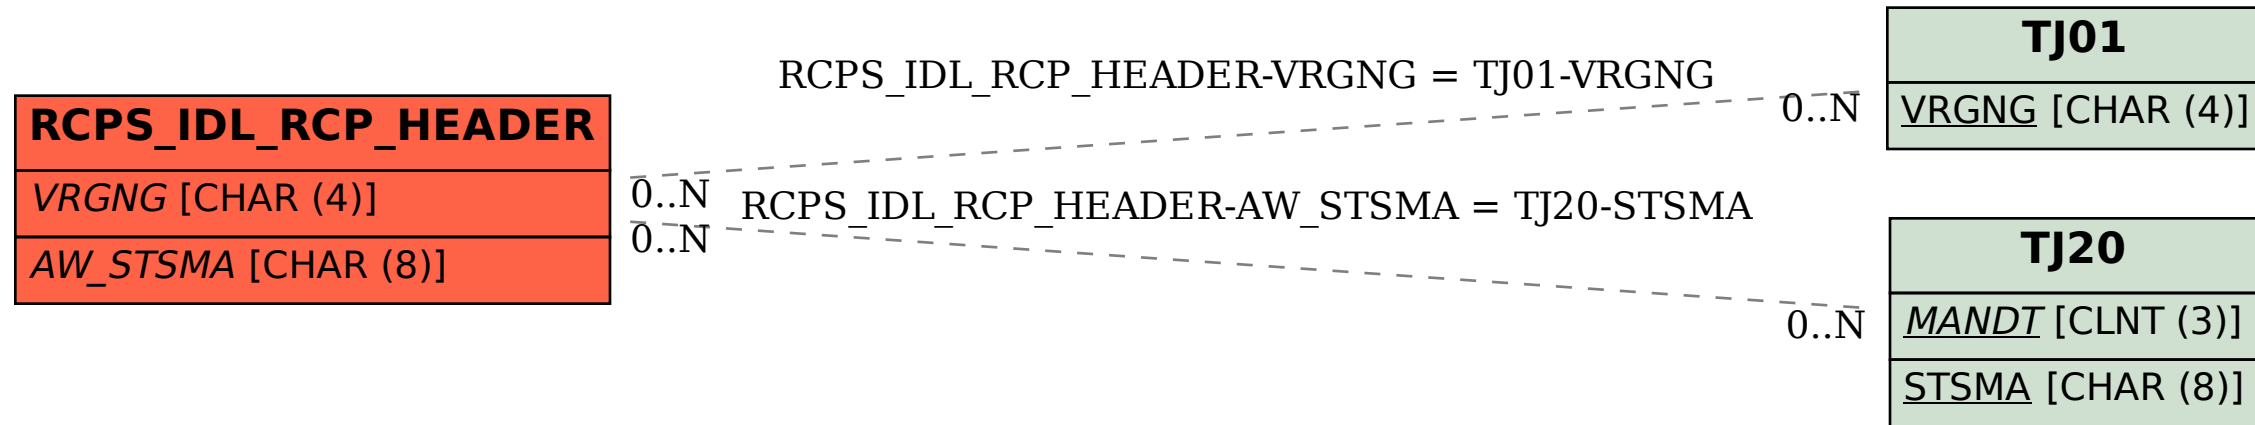 RCPS_IDL_RCP_HEADER
VRGNG [CHAR (4)]
AW_STSMA [CHAR (8)]
RCPS_IDL_RCP_HEADER-VRGNG = TJ01-VRGNG
0..N
0..N
RCPS_IDL_RCP_HEADER-AW_STSMA = TJ20-STSMA
0..N
0..N
TJ01
VRGNG [CHAR (4)]
TJ20
MANDT [CLNT (3)]
STSMA [CHAR (8)]